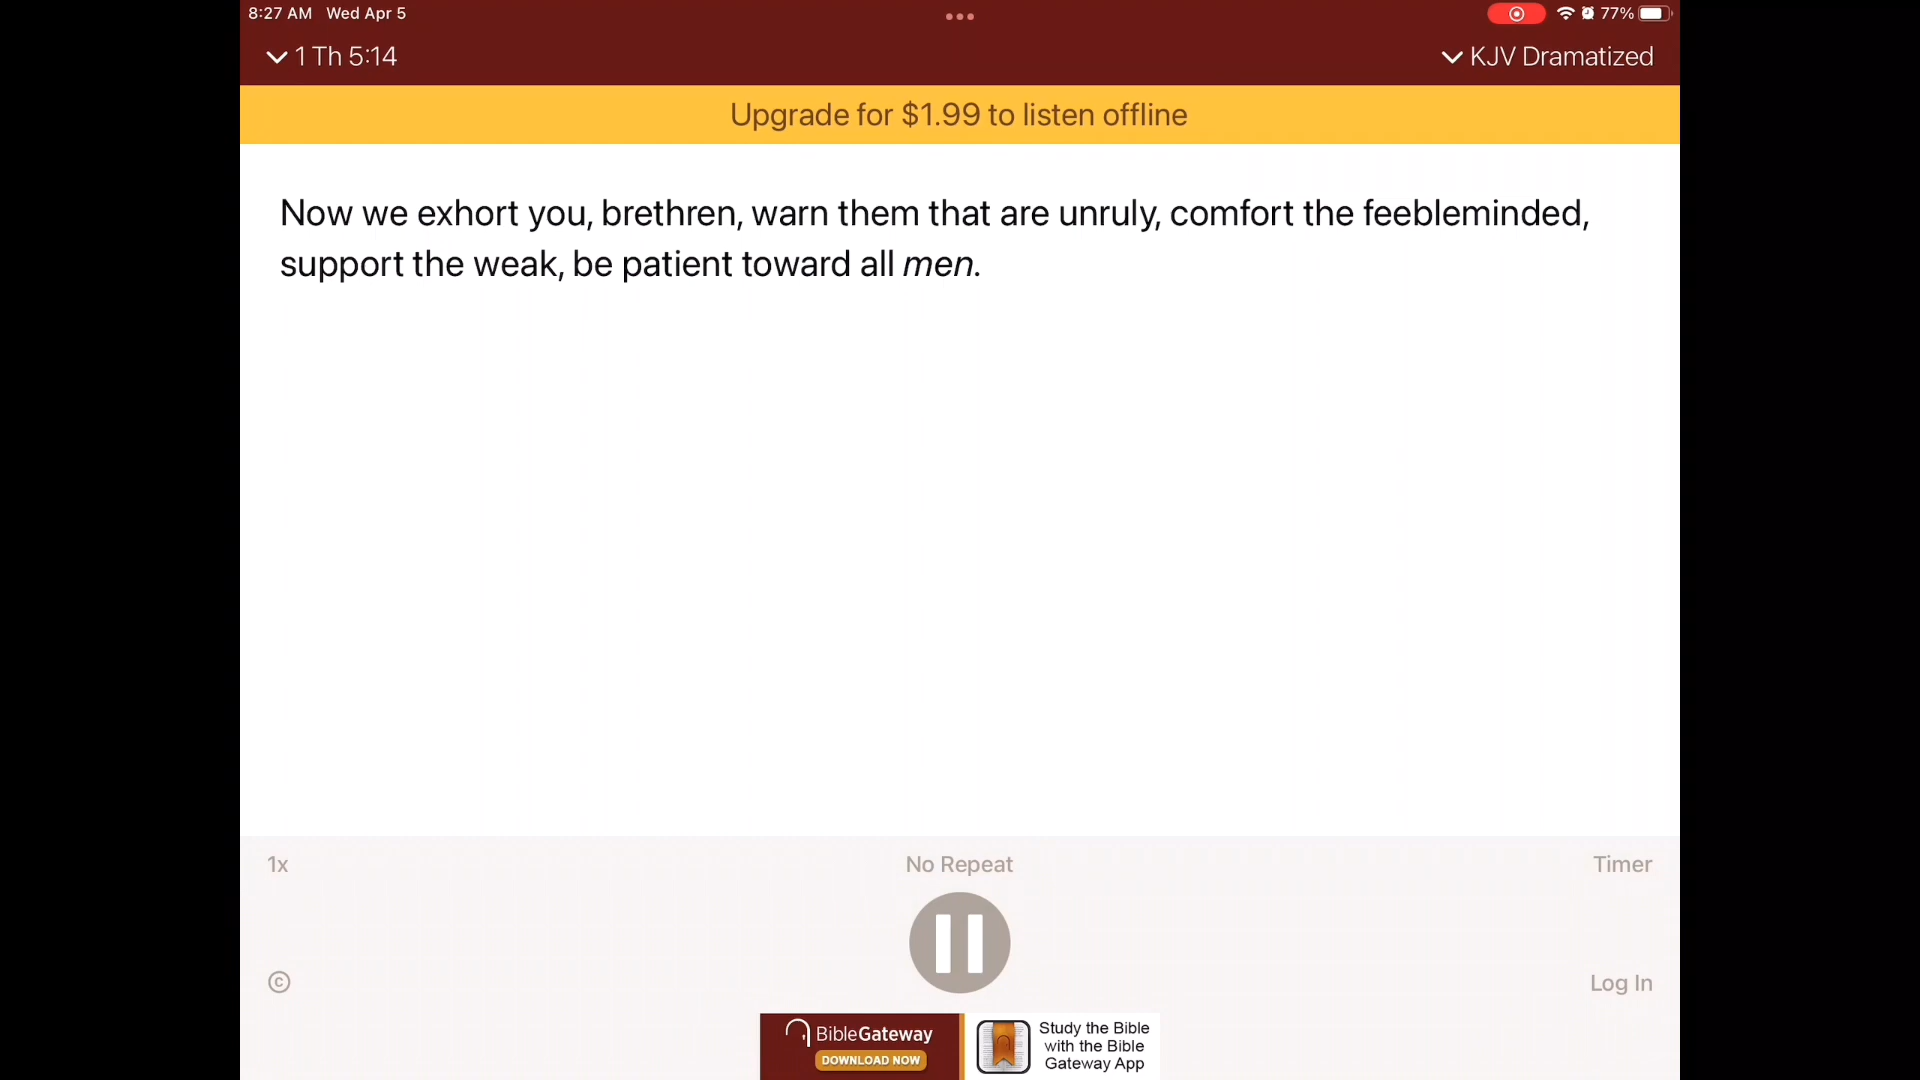 8:27 AM Wed Apr 5
77%
1 Th 5:14
KJV Dramatized
Upgrade for $1.99 to listen offline
Now we exhort you, brethren, warn them that are unruly, comfort the feebleminded,
support the weak, be patient toward all men.
1x
No Repeat
Timer
©
Log In
BibleGateway
DOWNLOAD NOW
Study the Bible
with the Bible
Gateway App